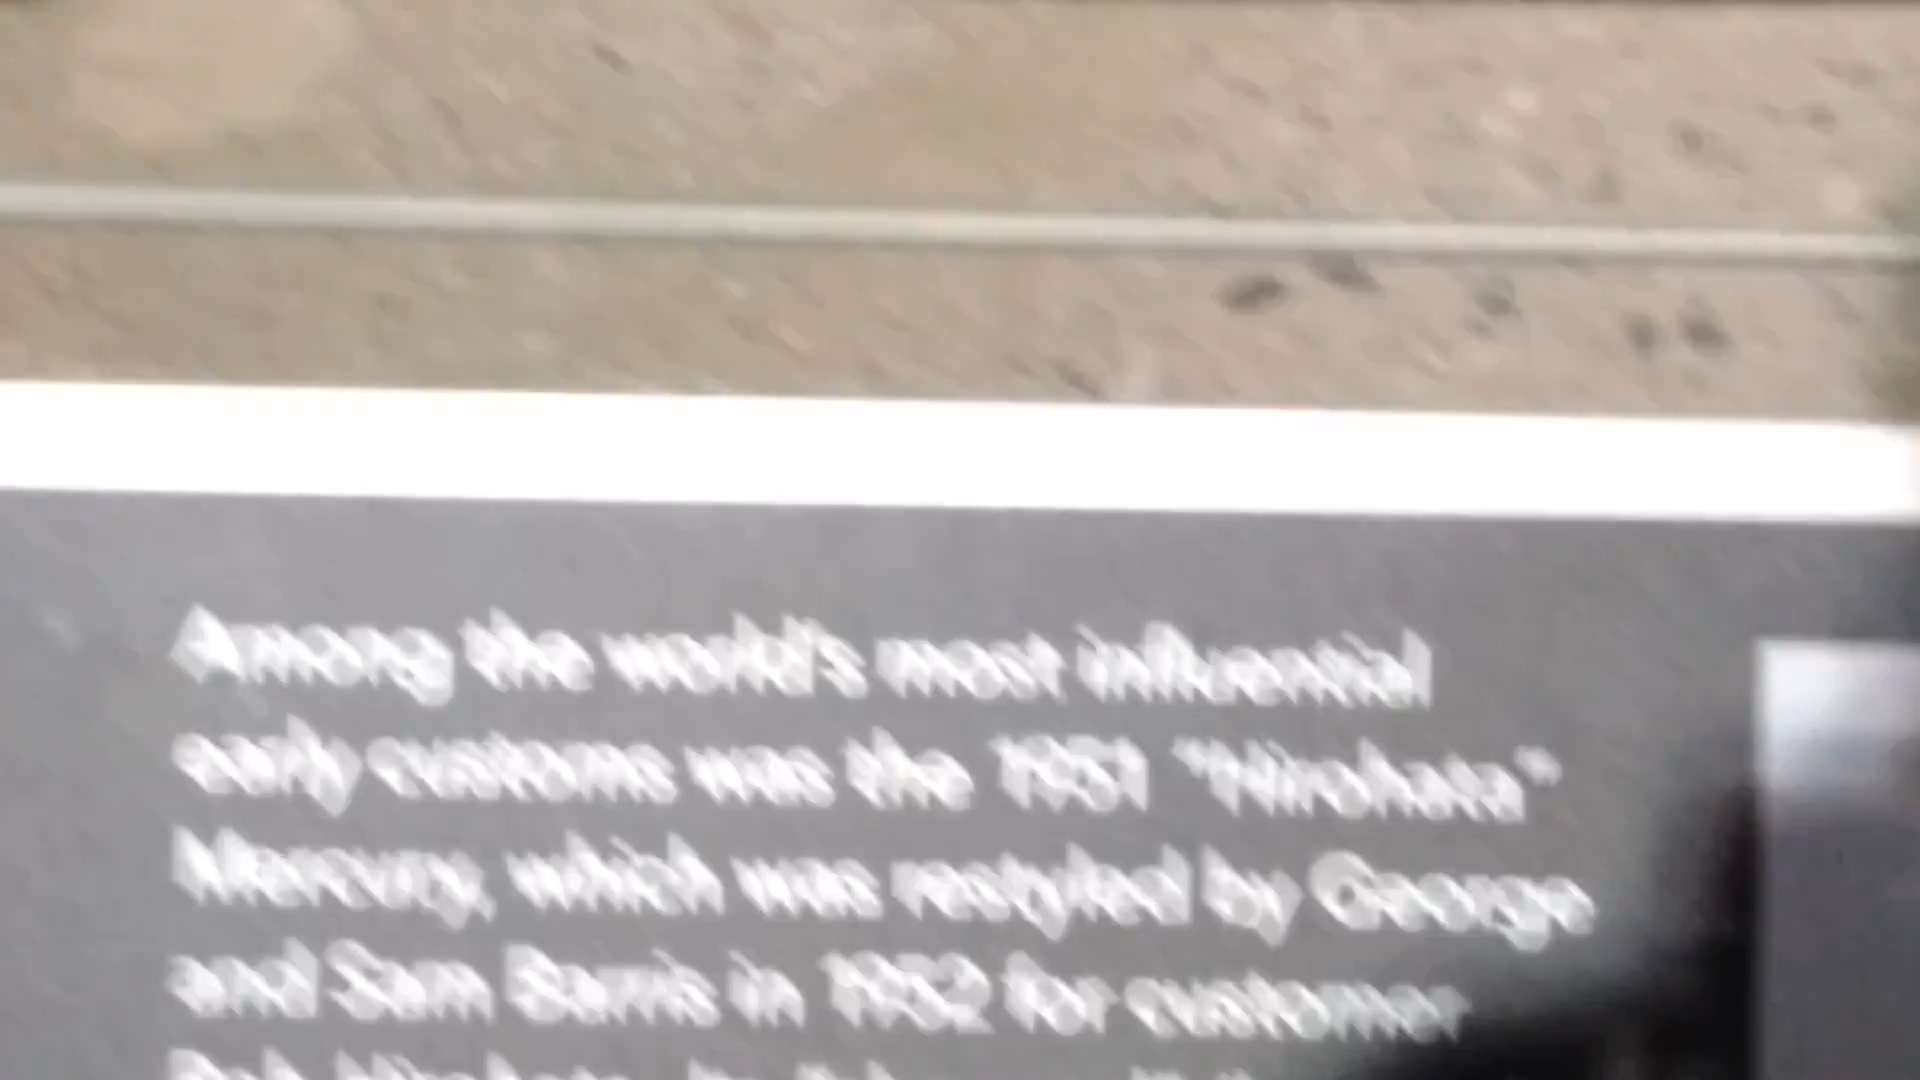 Among the world's most influential
early customs was the 1951 "Hirohata"
Mercury, which was restyled by George
and Sam Barris in 1952 for customer